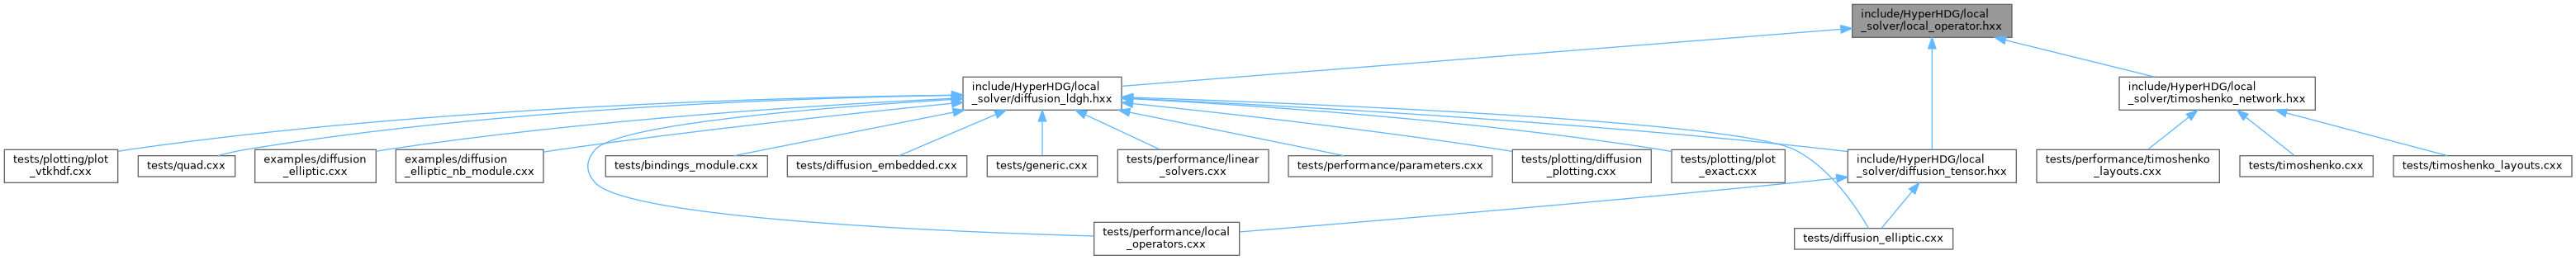 include/HyperHDG/local
_solver/local_operator.hxx
include/HyperHDG/local
_solver/diffusion_ldgh.hxx
include/HyperHDG/local
_solver/timoshenko_network.hxx
tests/plotting/plot
_vtkhdf.cxx
tests/quad.cxx
examples/diffusion
_elliptic.cxx
examples/diffusion
_elliptic_nb_module.cxx
tests/bindings_module.cxx
tests/diffusion_embedded.cxx
tests/generic.cxx
tests/performance/linear
_solvers.cxx
tests/performance/parameters.cxx
tests/plotting/diffusion
_plotting.cxx
tests/plotting/plot
_exact.cxx
include/HyperHDG/local
_solver/diffusion_tensor.hxx
tests/performance/timoshenko
_layouts.cxx
tests/timoshenko.cxx
tests/timoshenko_layouts.cxx
tests/performance/local
_operators.cxx
tests/diffusion_elliptic.cxx